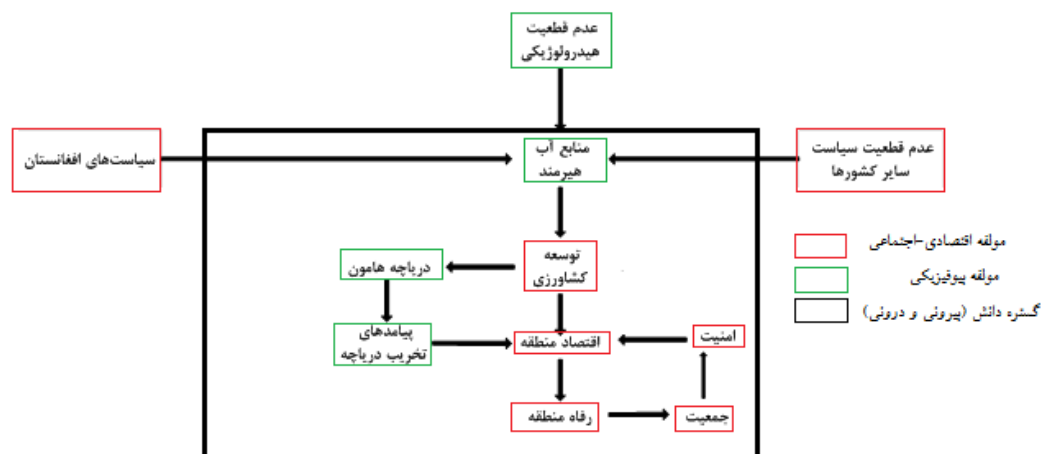 عدم قطعیت
هیدرولوژیکی
سیاست‌های افغانستان
منابع آب
هیرمند
عدم قطعیت سیاست
سایر کشورها
توسعه
کشاورزی
دریاچه هامون
پیامدهای
تخریب دریاچه
اقتصاد منطقه
امنیت
رفاه منطقه
جمعیت
مولفه اقتصادی-اجتماعی
مولفه بیوفیزیکی
گستره دانش (بیرونی و درونی)